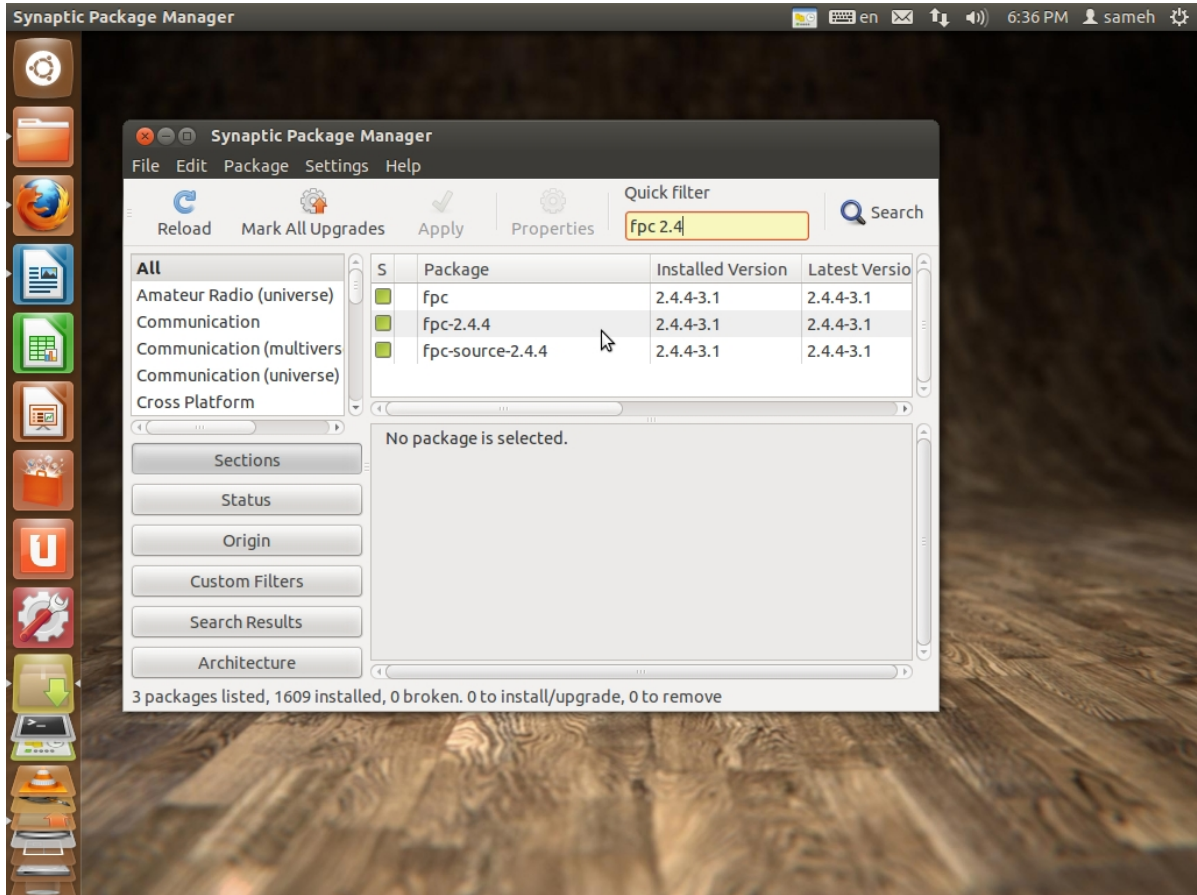 Synaptic Package Manager
en 6:36 PM sameh
Synaptic Package Manager
File Edit Package Settings Help
Reload Mark All Upgrades Apply Properties
Quick filter
fpc 2.4
Search
All
Amateur Radio (universe)
Communication
Communication (multivers
Communication (universe)
Cross Platform
S Package Installed Version Latest Versio
fpc 2.4.4-3.1 2.4.4-3.1
fpc-2.4.4 2.4.4-3.1 2.4.4-3.1
fpc-source-2.4.4 2.4.4-3.1 2.4.4-3.1
Sections
Status
Origin
Custom Filters
Search Results
Architecture
No package is selected.
3 packages listed, 1609 installed, 0 broken. 0 to install/upgrade, 0 to remove